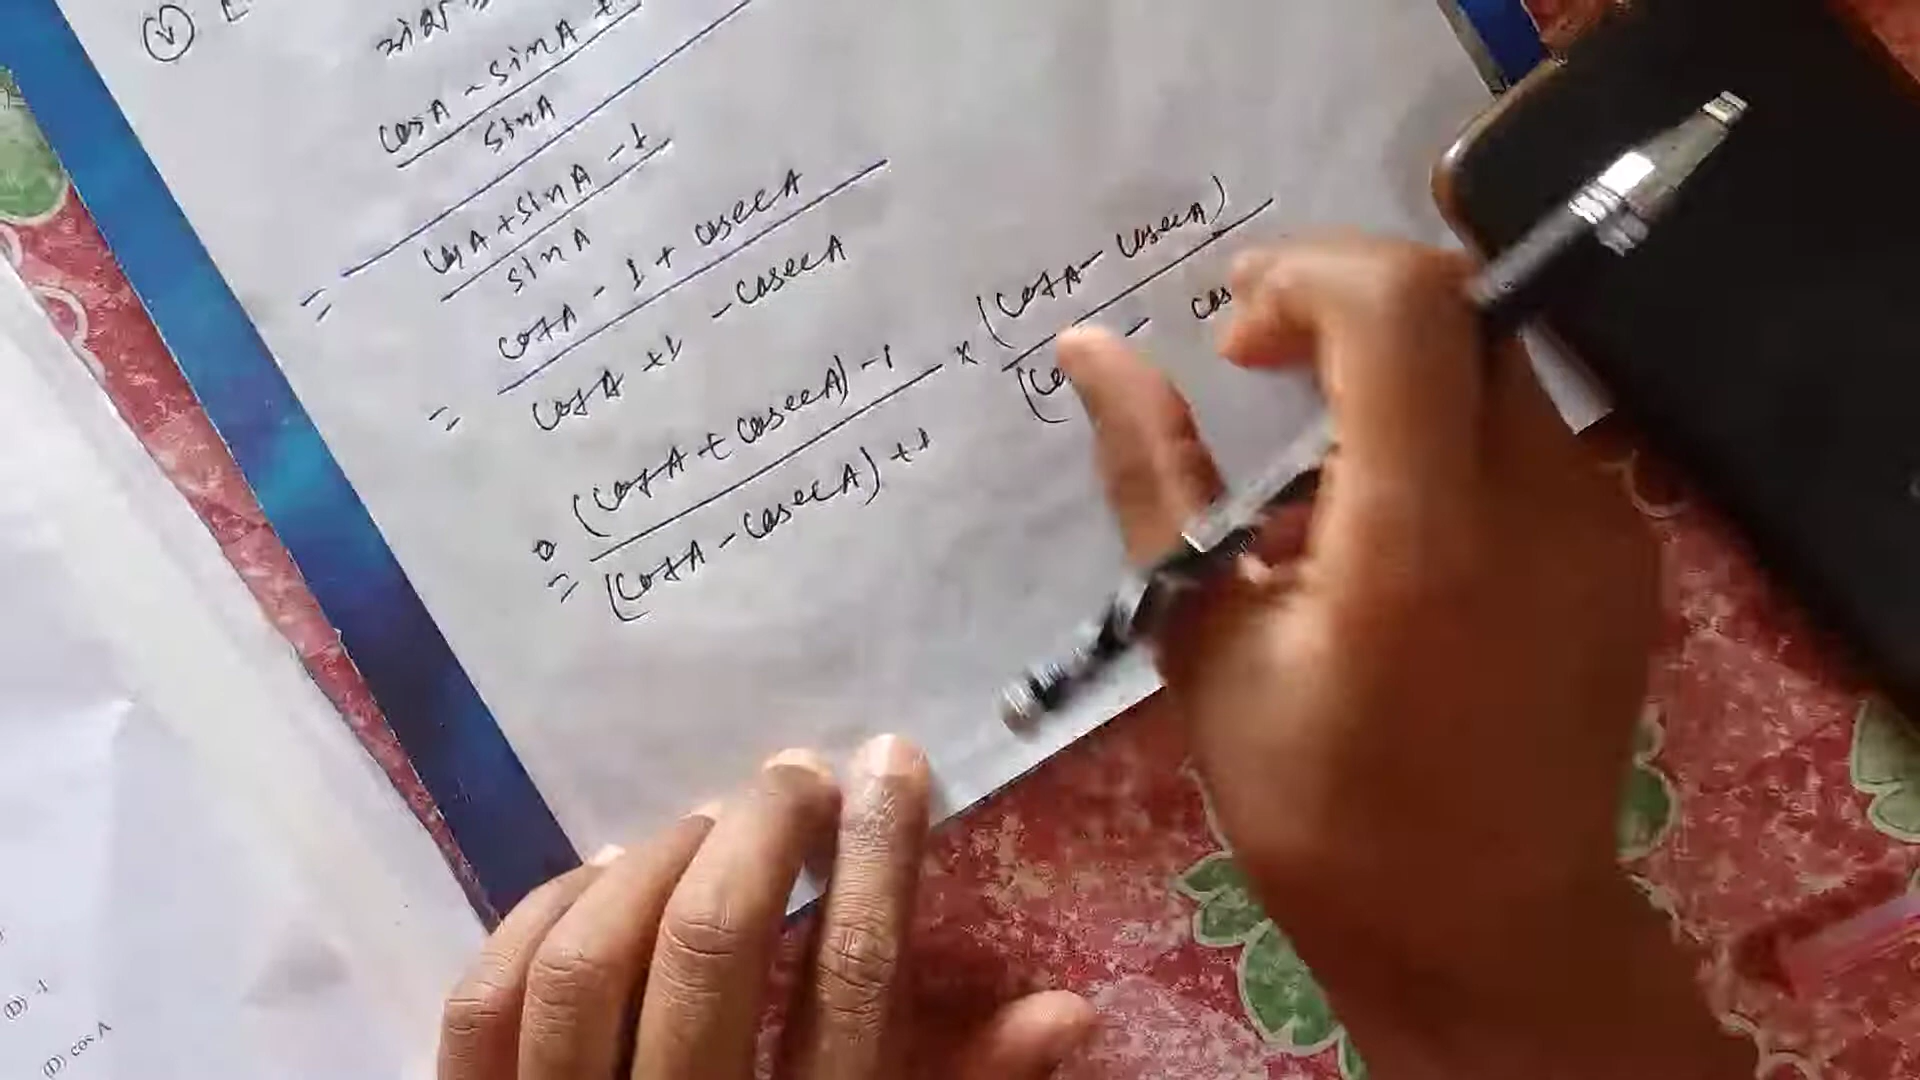 (v)
cosA - sinA +
sinA
=
cosA + sinA - 1
sinA
= cotA - 1 + cosecA
cotA + 1 - cosecA
= (cotA + cosecA) - 1 × (cotA - cosecA)
(cotA - cosecA) + 1
(D) -1
(D) cos A